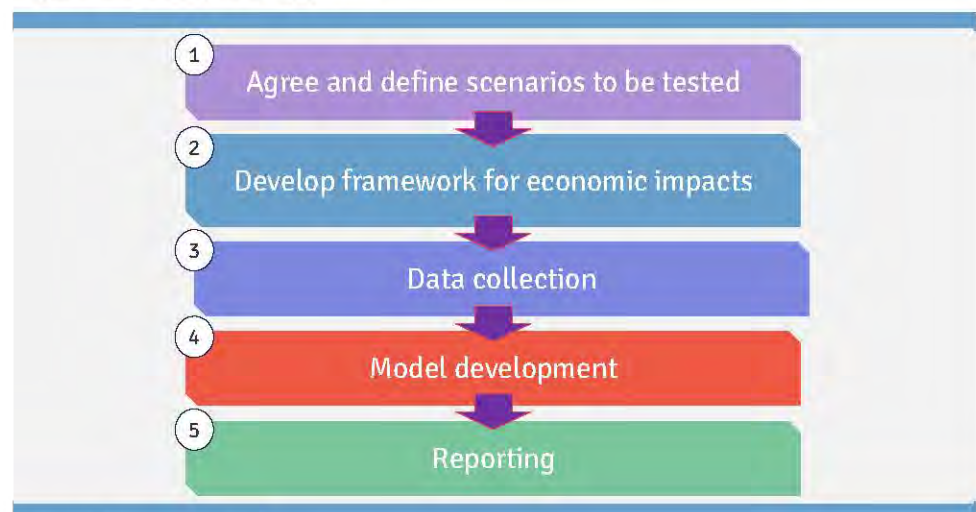 1
Agree and define scenarios to be tested
2
Develop framework for economic impacts
3
Data collection
4
Model development
5
Reporting